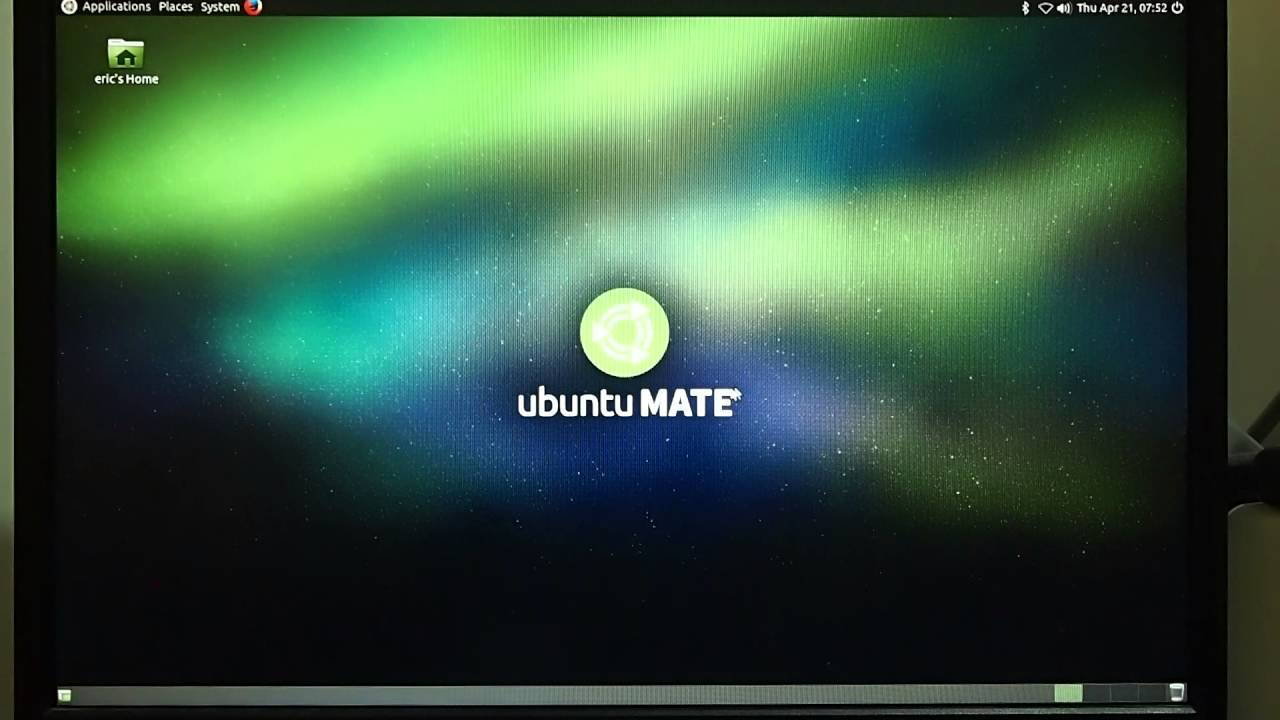 Applications Places System Thu Apr 21, 07:52
eric's Home
ubuntu MATE